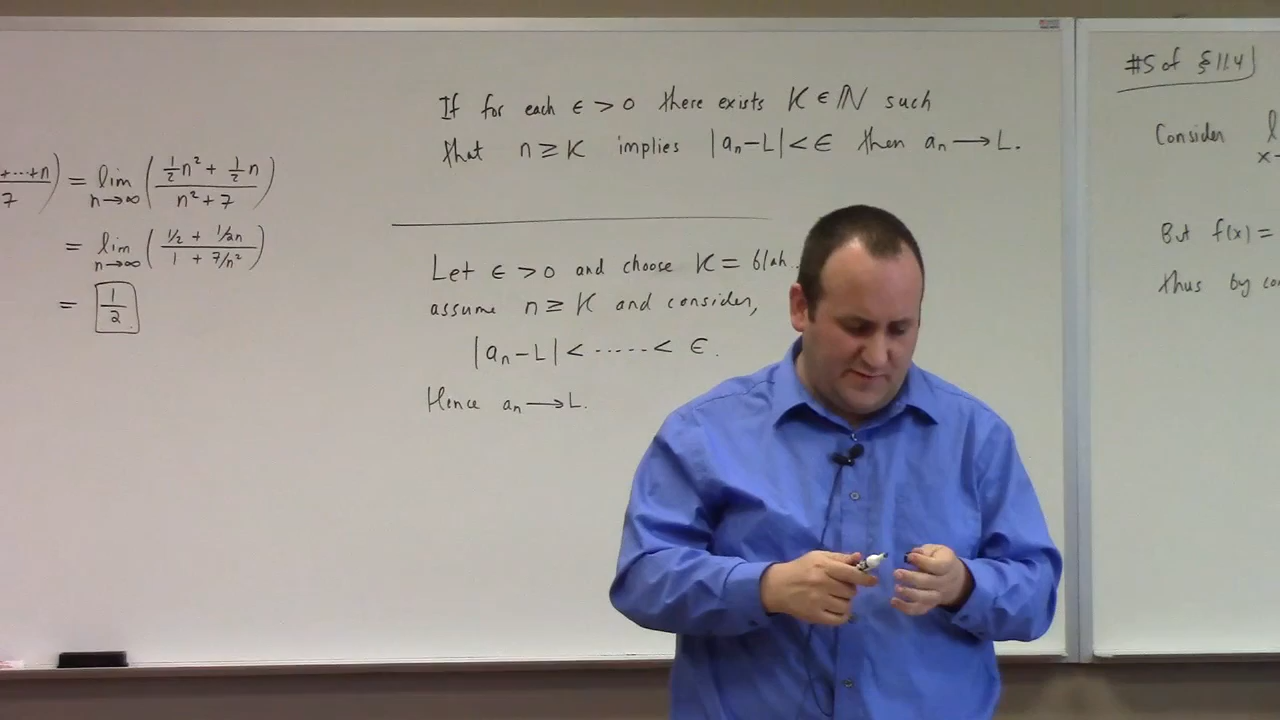 +⋯+n / 7 ) = lim n→∞ ( ½n² + ½n / n² + 7 )
= lim n→∞ ( 1/2 + 1/2n / 1 + 7/n² )
= 1/2
If for each ϵ > 0 there exists K ∈ ℕ such
that n ≥ K implies |aₙ−L| < ϵ then aₙ → L.
Let ϵ > 0 and choose K = blah.
assume n ≥ K and consider,
|aₙ−L| < ⋯⋯ < ϵ.
Hence aₙ → L.
#5 of §11.4
Consider
x→
But f(x) =
thus by